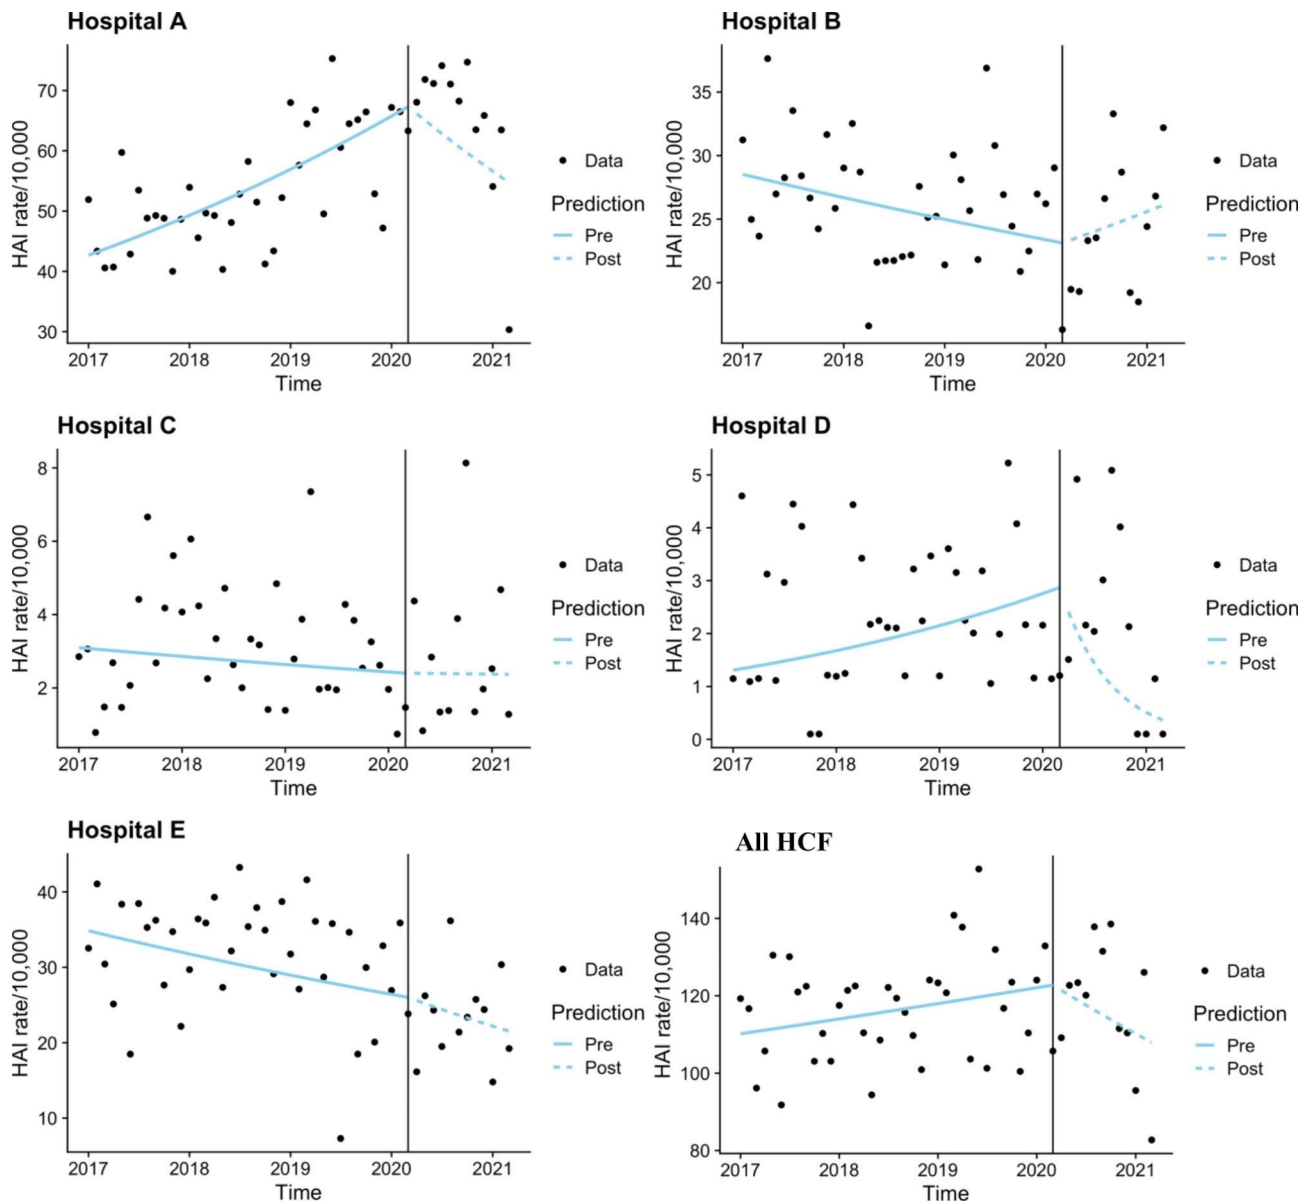 Hospital A
HAI rate/10,000
70
60
50
40
30
2017 2018 2019 2020 2021
Time
Data
Prediction
Pre
Post
Hospital B
HAI rate/10,000
35
30
25
20
2017 2018 2019 2020 2021
Time
Data
Prediction
Pre
Post
Hospital C
HAI rate/10,000
8
6
4
2
2017 2018 2019 2020 2021
Time
Data
Prediction
Pre
Post
Hospital D
HAI rate/10,000
5
4
3
2
1
0
2017 2018 2019 2020 2021
Time
Data
Prediction
Pre
Post
Hospital E
HAI rate/10,000
40
30
20
10
2017 2018 2019 2020 2021
Time
Data
Prediction
Pre
Post
All HCF
HAI rate/10,000
140
120
100
80
2017 2018 2019 2020 2021
Time
Data
Prediction
Pre
Post